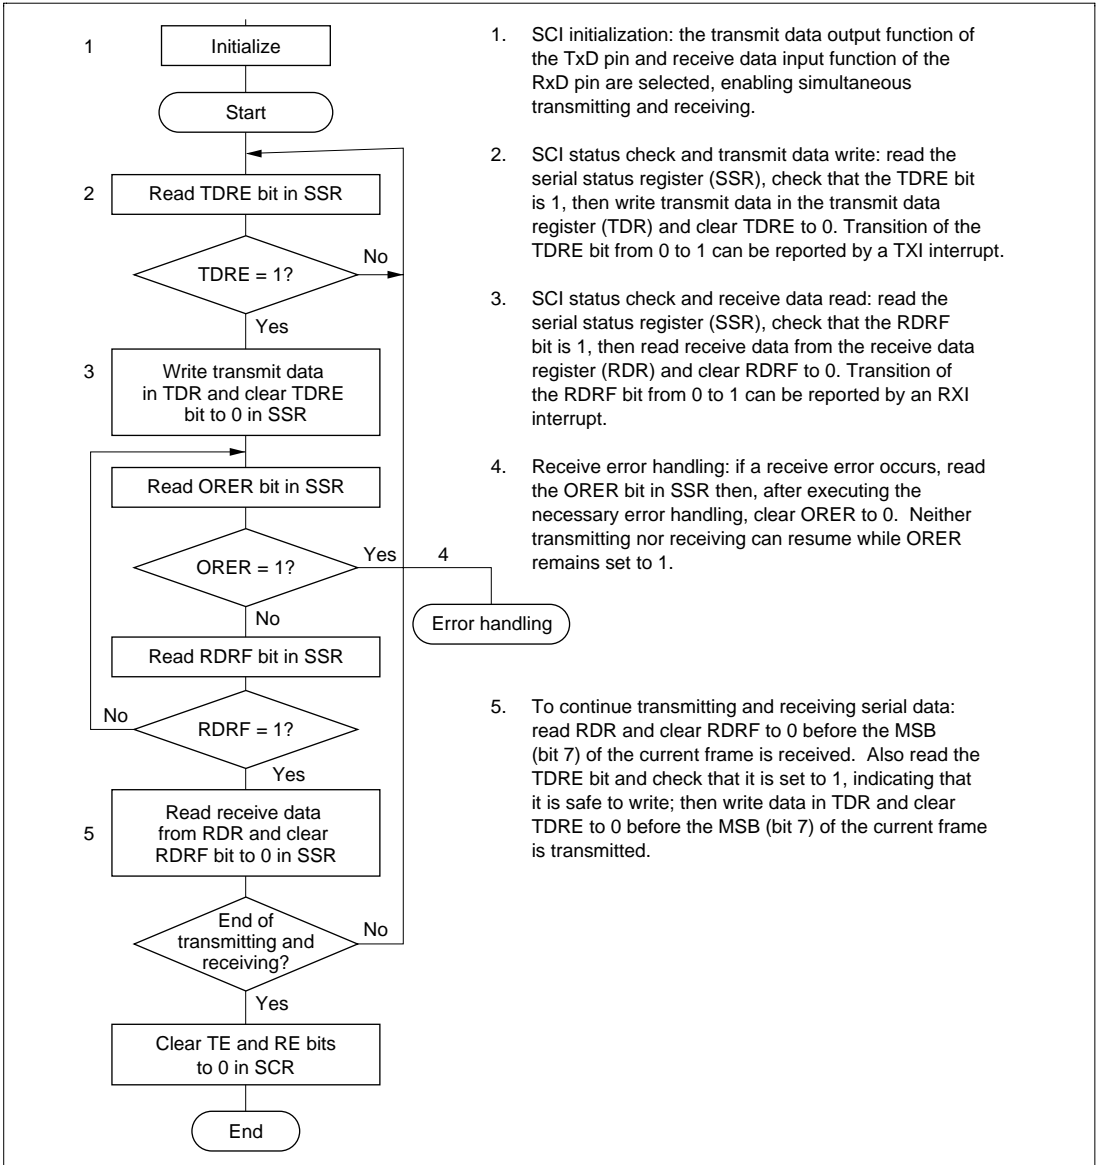 1
Initialize
Start
2
Read TDRE bit in SSR
TDRE = 1?
No
Yes
3
Write transmit data
in TDR and clear TDRE
bit to 0 in SSR
Read ORER bit in SSR
ORER = 1?
Yes
4
Error handling
No
Read RDRF bit in SSR
No
RDRF = 1?
Yes
5
Read receive data
from RDR and clear
RDRF bit to 0 in SSR
End of
transmitting and
receiving?
No
Yes
Clear TE and RE bits
to 0 in SCR
End
1. SCI initialization: the transmit data output function of
the TxD pin and receive data input function of the
RxD pin are selected, enabling simultaneous
transmitting and receiving.
2. SCI status check and transmit data write: read the
serial status register (SSR), check that the TDRE bit
is 1, then write transmit data in the transmit data
register (TDR) and clear TDRE to 0. Transition of the
TDRE bit from 0 to 1 can be reported by a TXI interrupt.
3. SCI status check and receive data read: read the
serial status register (SSR), check that the RDRF
bit is 1, then read receive data from the receive data
register (RDR) and clear RDRF to 0. Transition of
the RDRF bit from 0 to 1 can be reported by an RXI
interrupt.
4. Receive error handling: if a receive error occurs, read
the ORER bit in SSR then, after executing the
necessary error handling, clear ORER to 0. Neither
transmitting nor receiving can resume while ORER
remains set to 1.
5. To continue transmitting and receiving serial data:
read RDR and clear RDRF to 0 before the MSB
(bit 7) of the current frame is received. Also read the
TDRE bit and check that it is set to 1, indicating that
it is safe to write; then write data in TDR and clear
TDRE to 0 before the MSB (bit 7) of the current frame
is transmitted.